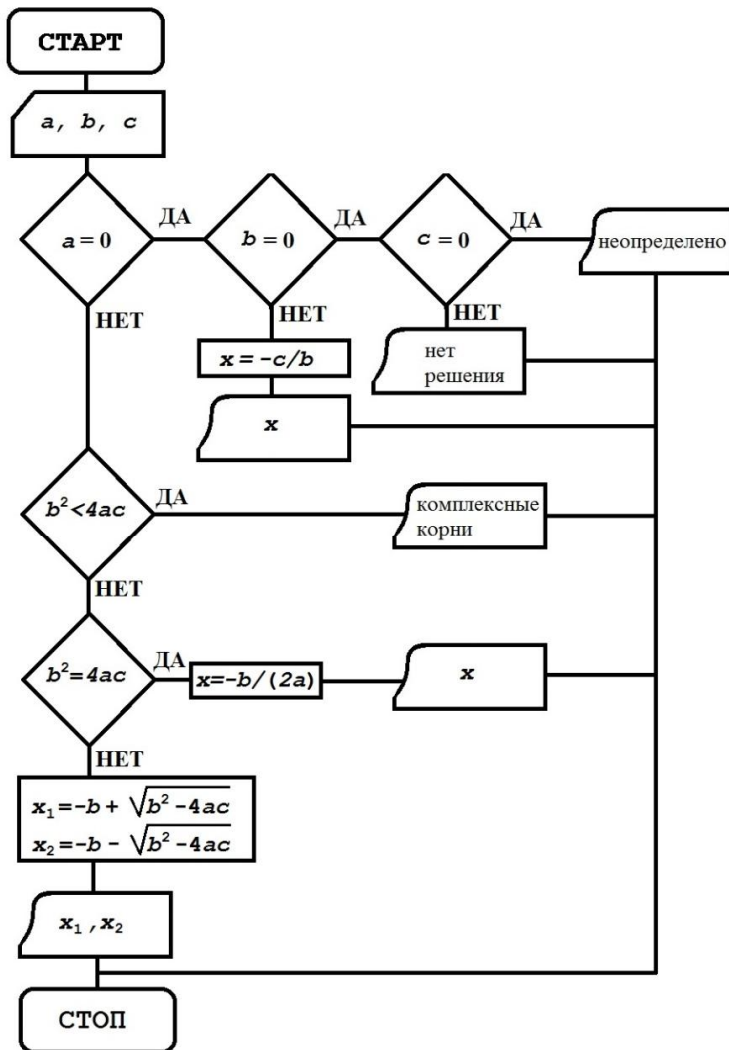 СТАРТ
a, b, c
a = 0
ДА
b = 0
ДА
c = 0
ДА
неопределено
НЕТ
НЕТ
НЕТ
x = -c/b
нет
решения
x
b²<4ac
ДА
комплексные
корни
НЕТ
b²=4ac
ДА
x=-b/(2a)
x
НЕТ
x₁=-b+ √b²-4ac
x₂=-b- √b²-4ac
x₁,x₂
СТОП